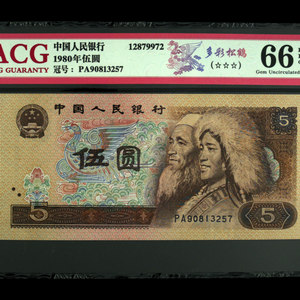 ACG
GUARANTY
中国人民银行
1980年伍圆
冠号：PA90813257
12879972
多彩松鹤
(☆☆☆)
66
Gem Uncirculated
中国人民银行
5
伍圆
PA90813257
5
5